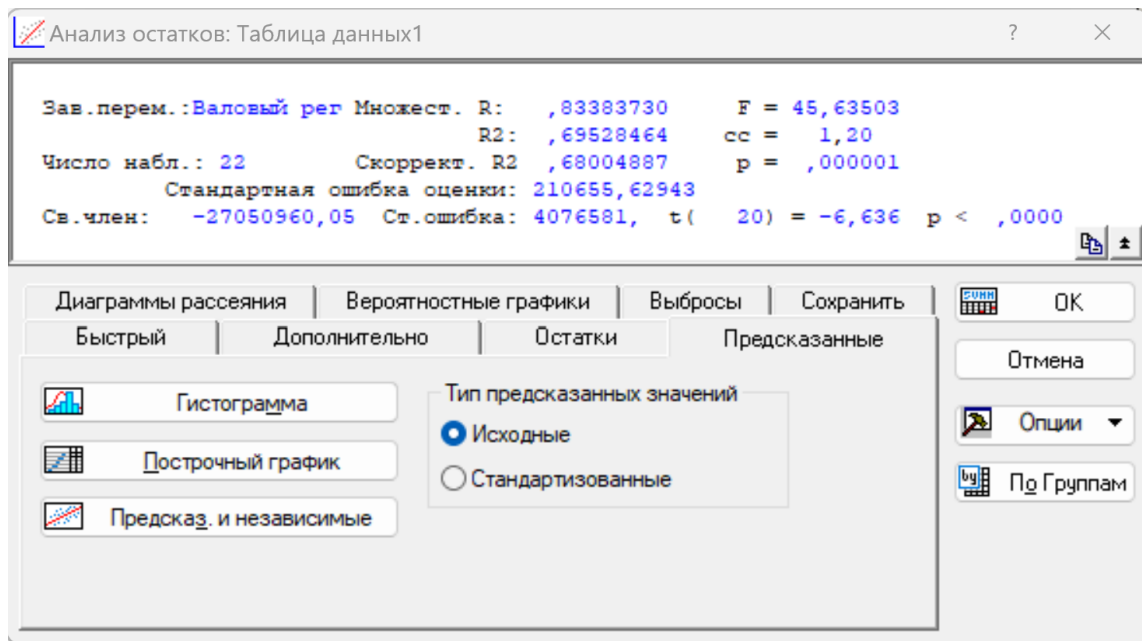 Анализ остатков: Таблица данных1 ?
Зав.перем.:Валовый рег Множест. R: ,83383730 F = 45,63503
R2: ,69528464 сс = 1,20
Число набл.: 22 Скоррект. R2 ,68004887 p = ,000001
Стандартная ошибка оценки: 210655,62943
Св.член: -27050960,05 Ст.ошибка: 4076581, t( 20) = -6,636 p < ,0000
Диаграммы рассеяния Вероятностные графики Выбросы Сохранить
Быстрый Дополнительно Остатки Предсказанные
Гистограмма
Построчный график
Предсказ. и независимые
Тип предсказанных значений
Исходные
Стандартизованные
SUMM OK
Отмена
Опции
by По Группам